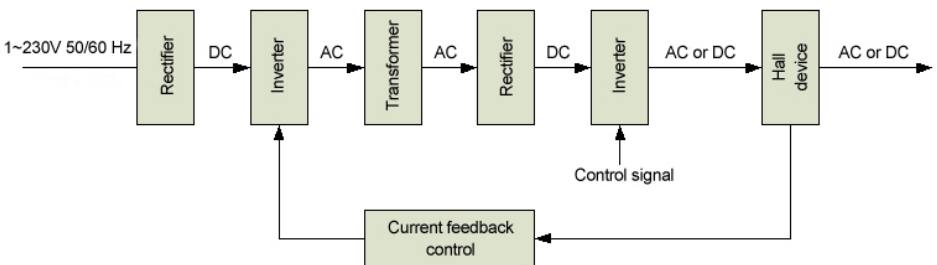 1~230V 50/60 Hz
Rectifier
DC
Inverter
AC
Transformer
AC
Rectifier
DC
Inverter
AC or DC
Hall
device
AC or DC
Control signal
Current feedback
control